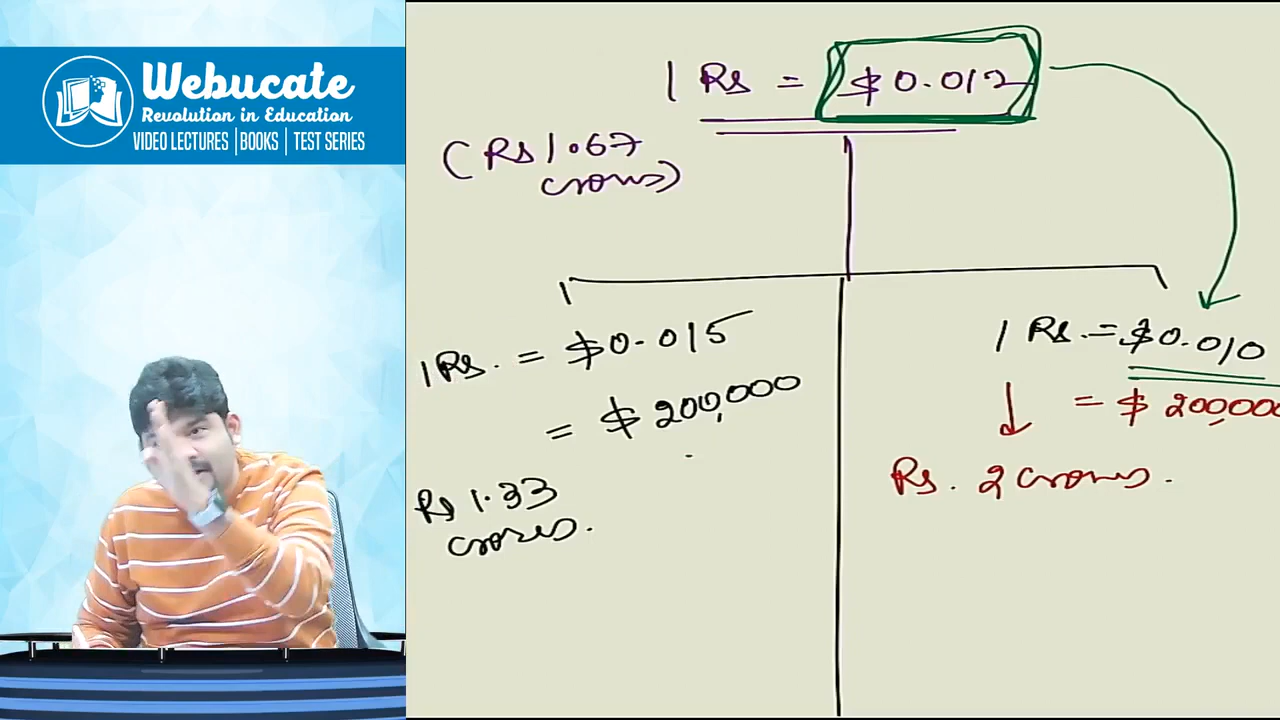 Webucate
Revolution in Education
VIDEO LECTURES | BOOKS | TEST SERIES
1 Rs = $0.012
(Rs 1.67
crores)
1 Rs. = $0.015
= $ 200,000
Rs 1.33
crores.
1 Rs. = $0.010
= $ 200,000
Rs. 2 crores.